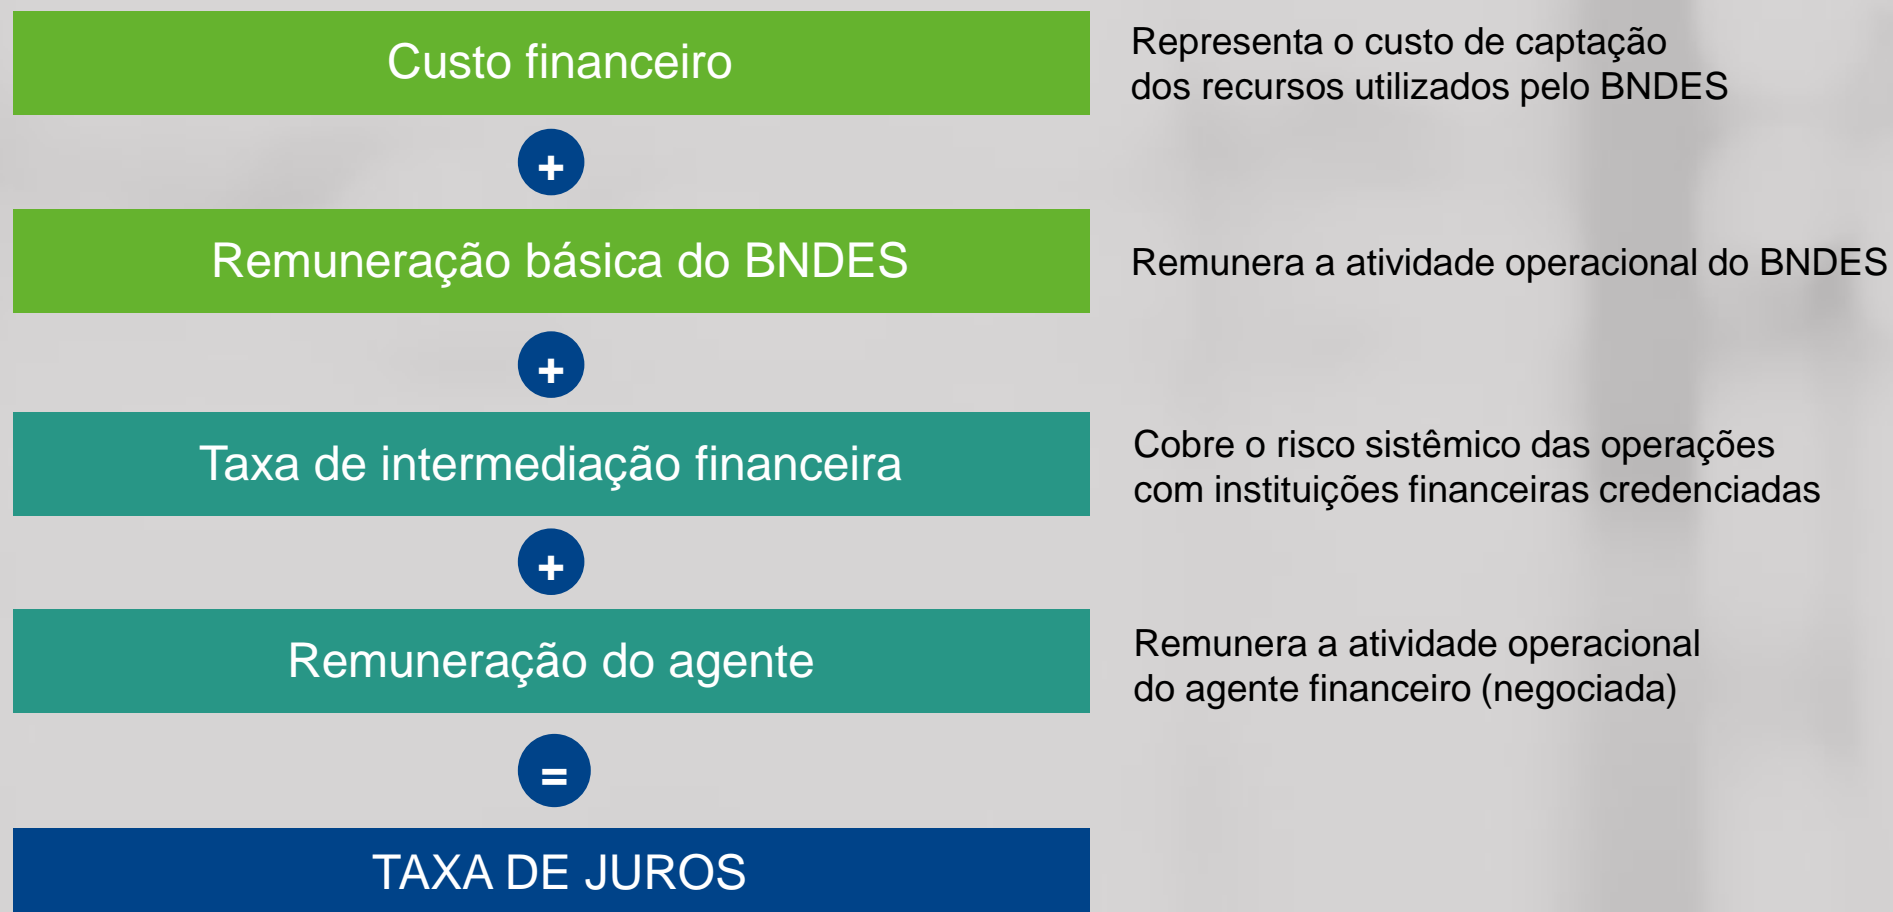 Custo financeiro
Representa o custo de captação
dos recursos utilizados pelo BNDES
+
Remuneração básica do BNDES
Remunera a atividade operacional do BNDES
+
Taxa de intermediação financeira
Cobre o risco sistêmico das operações
com instituições financeiras credenciadas
+
Remuneração do agente
Remunera a atividade operacional
do agente financeiro (negociada)
=
TAXA DE JUROS